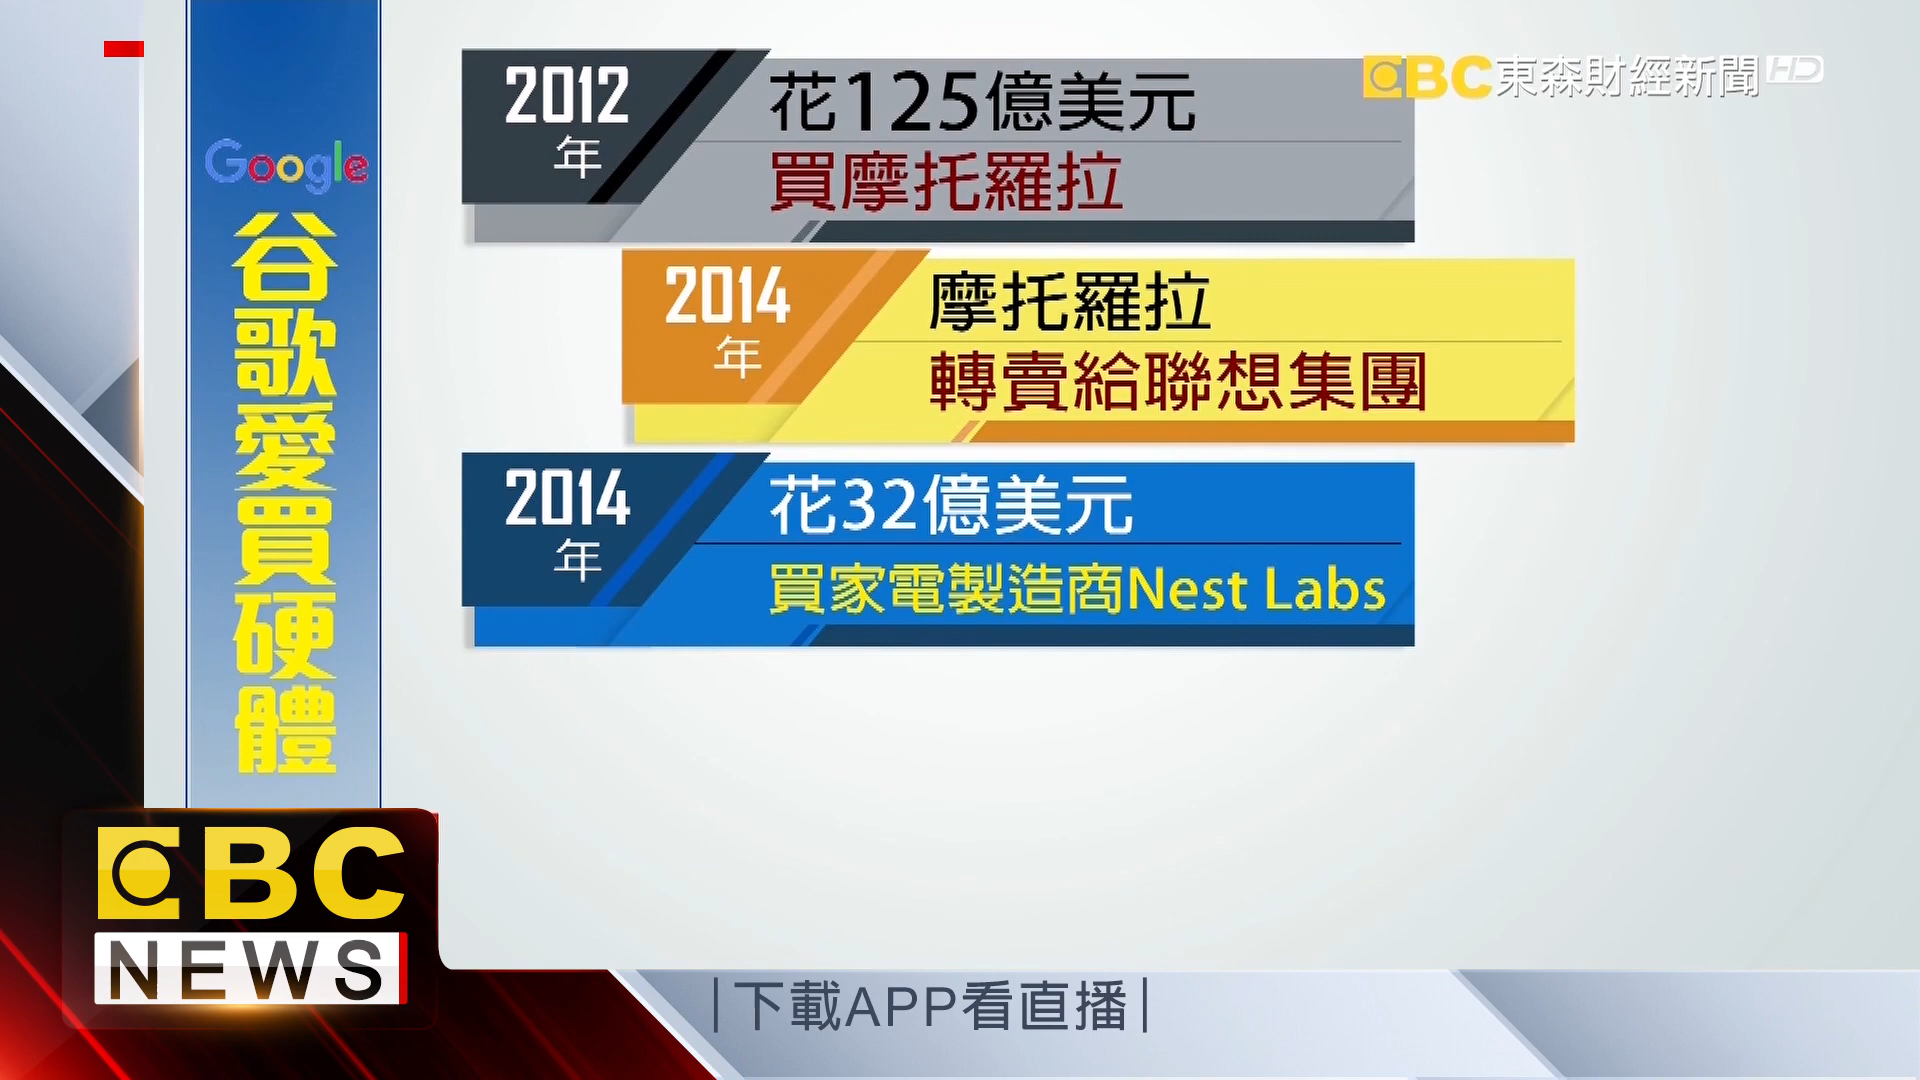 Google
谷歌愛買硬體
2012
年
花125億美元
買摩托羅拉
2014
年
摩托羅拉
轉賣給聯想集團
2014
年
花32億美元
買家電製造商Nest Labs
EBC東森財經新聞HD
EBC
NEWS
|下載APP看直播|